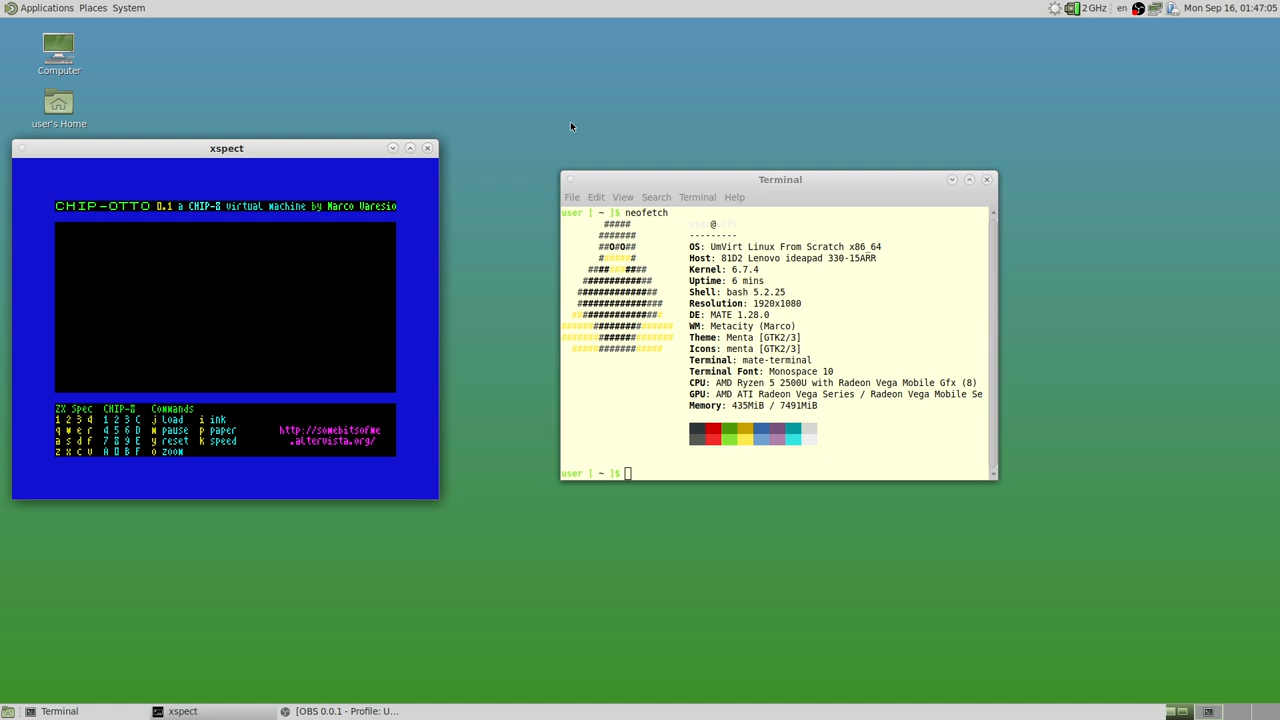 Applications Places System
2 GHz en Mon Sep 16, 01:47:05
Computer
user's Home
xspect
CHIP-OTTO 0.1 a CHIP-8 virtual machine by Marco Varesio
ZX Spec CHIP-8 Commands
1 2 3 4 1 2 3 C j load i ink
q w e r 4 5 6 D m pause p paper http://somebitsofme
a s d f 7 8 9 E y reset k speed .altervista.org/
z x c v A 0 B F o zoom
Terminal
File Edit View Search Terminal Help
user [ ~ ]$ neofetch
#####
#######
##O#O##
#######
###########
#############
###############
################
###################
#####################
#####################
#################
@
---------
OS: UmVirt Linux From Scratch x86_64
Host: 81D2 Lenovo ideapad 330-15ARR
Kernel: 6.7.4
Uptime: 6 mins
Shell: bash 5.2.25
Resolution: 1920x1080
DE: MATE 1.28.0
WM: Metacity (Marco)
Theme: Menta [GTK2/3]
Icons: menta [GTK2/3]
Terminal: mate-terminal
Terminal Font: Monospace 10
CPU: AMD Ryzen 5 2500U with Radeon Vega Mobile Gfx (8)
GPU: AMD ATI Radeon Vega Series / Radeon Vega Mobile Se
Memory: 435MiB / 7491MiB
user [ ~ ]$
Terminal
xspect
[OBS 0.0.1 - Profile: U...